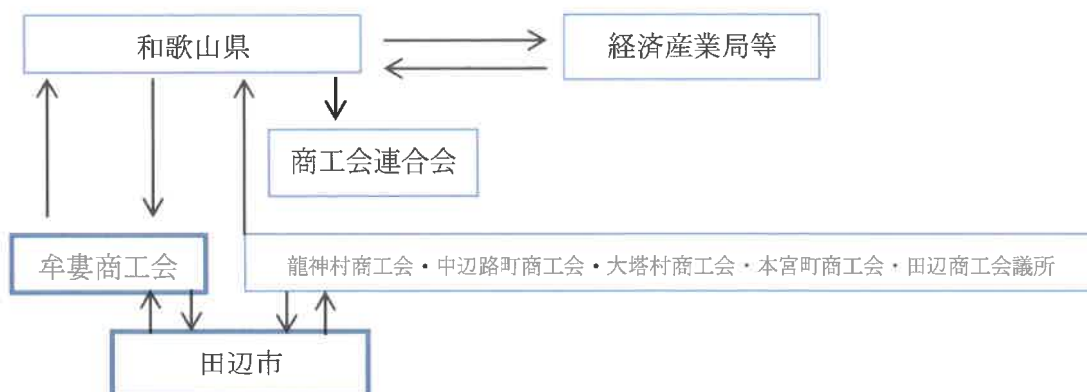 和歌山県
経済産業局等
商工会連合会
牟婁商工会
龍神村商工会・中辺路町商工会・大塔村商工会・本宮町商工会・田辺商工会議所
田辺市